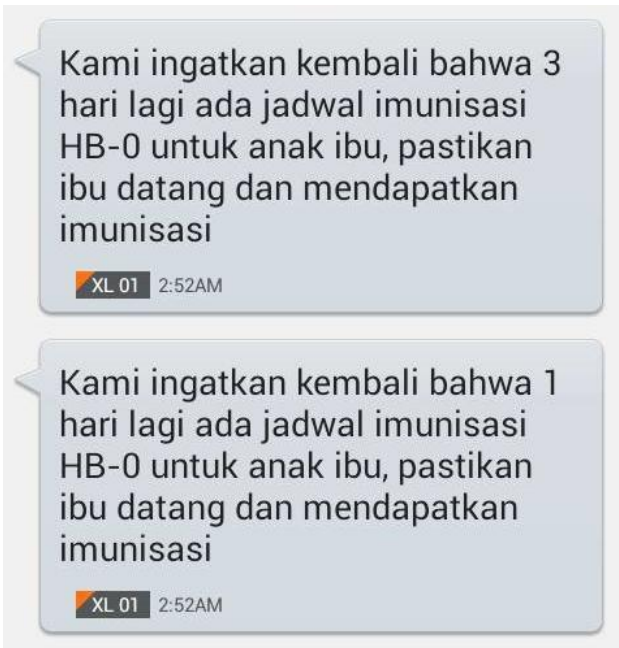 Kami ingatkan kembali bahwa 3
hari lagi ada jadwal imunisasi
HB-0 untuk anak ibu, pastikan
ibu datang dan mendapatkan
imunisasi
XL 01 2:52AM
Kami ingatkan kembali bahwa 1
hari lagi ada jadwal imunisasi
HB-0 untuk anak ibu, pastikan
ibu datang dan mendapatkan
imunisasi
XL 01 2:52AM